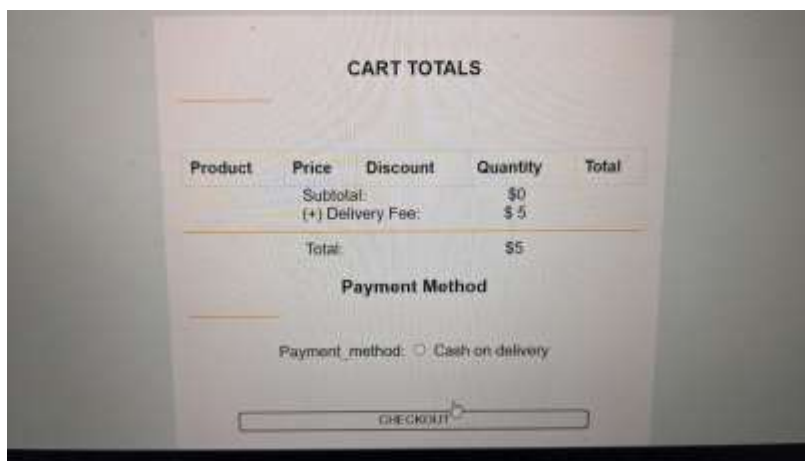 CART TOTALS
Product Price Discount Quantity Total
Subtotal: $0
(+) Delivery Fee: $ 5
Total: $5
Payment Method
Payment_method: Cash on delivery
CHECKOUT